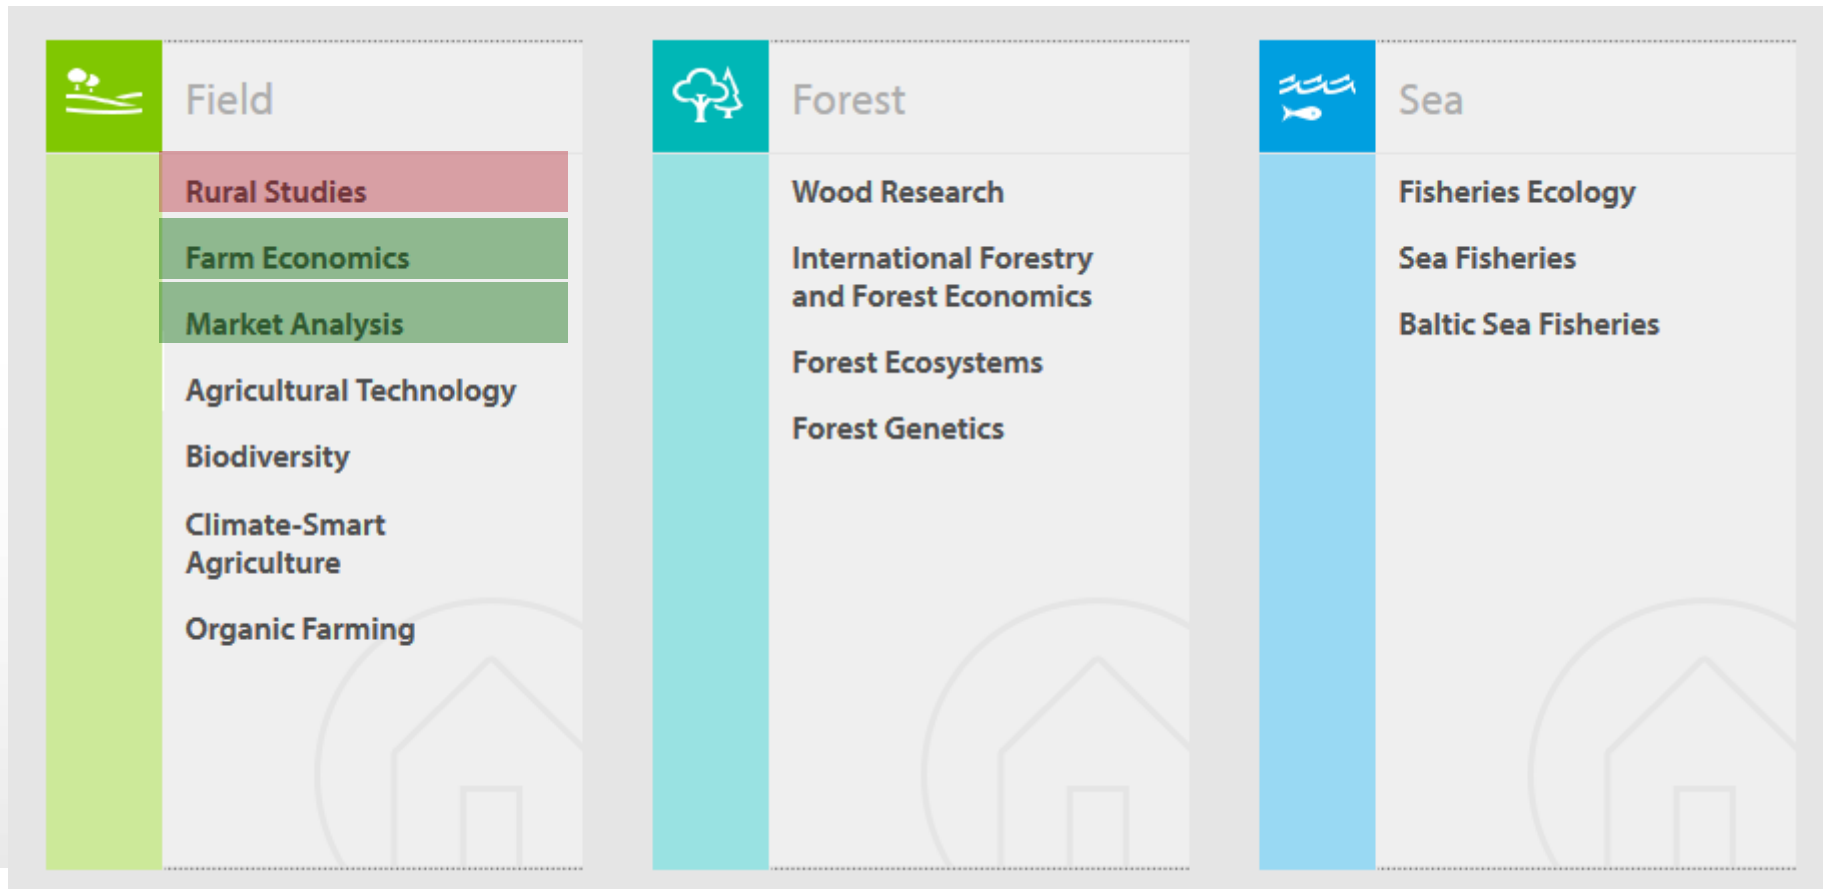 Field
Rural Studies
Farm Economics
Market Analysis
Agricultural Technology
Biodiversity
Climate-Smart
Agriculture
Organic Farming
Forest
Wood Research
International Forestry
and Forest Economics
Forest Ecosystems
Forest Genetics
Sea
Fisheries Ecology
Sea Fisheries
Baltic Sea Fisheries